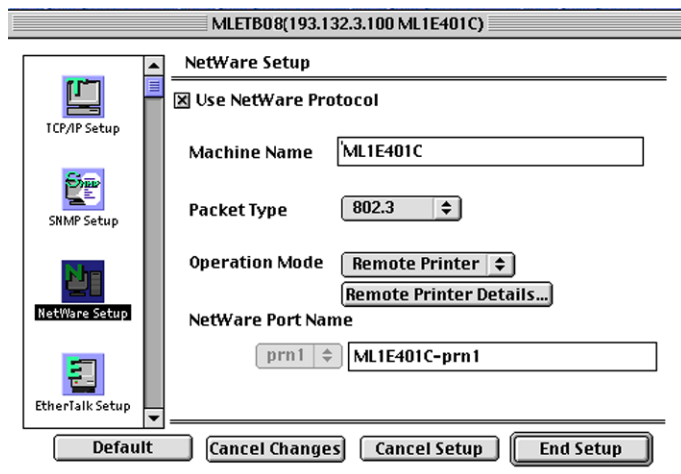 MLETB08(193.132.3.100 ML1E401C)
TCP/IP Setup
SNMP
SNMP Setup
N
NetWare Setup
EtherTalk Setup
NetWare Setup
Use NetWare Protocol
Machine Name ML1E401C
Packet Type 802.3
Operation Mode Remote Printer
Remote Printer Details...
NetWare Port Name
prn1 ML1E401C-prn1
Default Cancel Changes Cancel Setup End Setup